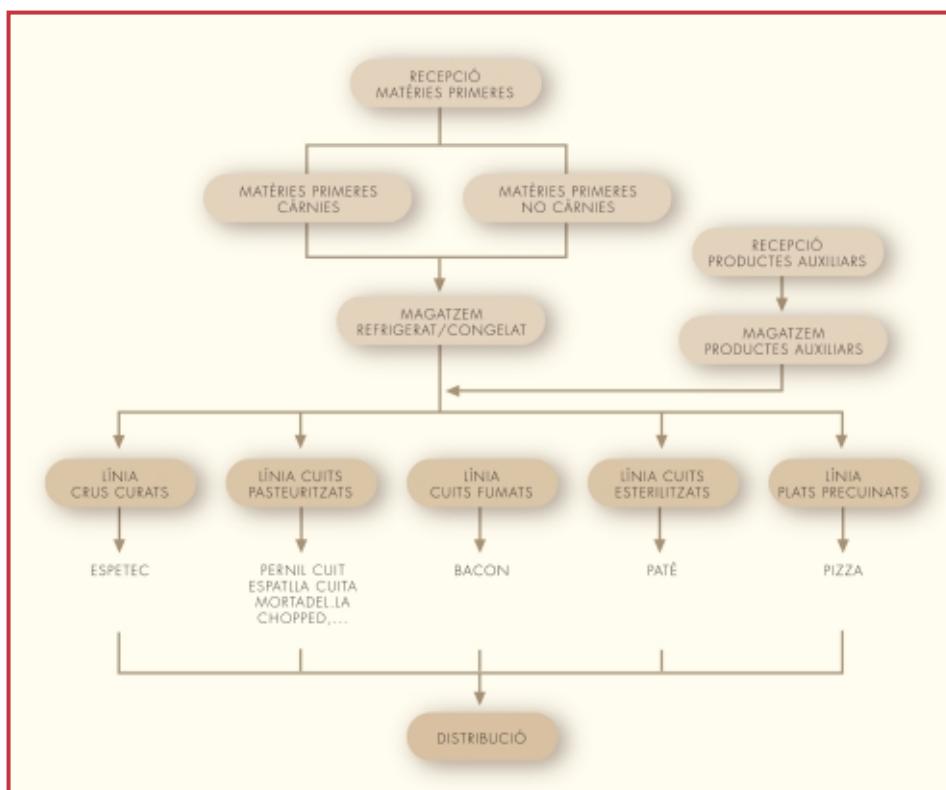 RECEPCIÓ
MATÈRIES PRIMERES
MATÈRIES PRIMERES
CÀRNIES
MATÈRIES PRIMERES
NO CÀRNIES
RECEPCIÓ
PRODUCTES AUXILIARS
MAGATZEM
REFRIGERAT/CONGELAT
MAGATZEM
PRODUCTES AUXILIARS
LÍNIA
CRUS CURATS
LÍNIA CUITS
PASTEURITZATS
LÍNIA
CUITS FUMATS
LÍNIA CUITS
ESTERILITZATS
LÍNIA
PLATS PRECUINATS
ESPETEC
PERNIL CUIT
ESPATLLA CUITA
MORTADEL.LA
CHOPPED,...
BACON
PATÊ
PIZZA
DISTRIBUCIÓ